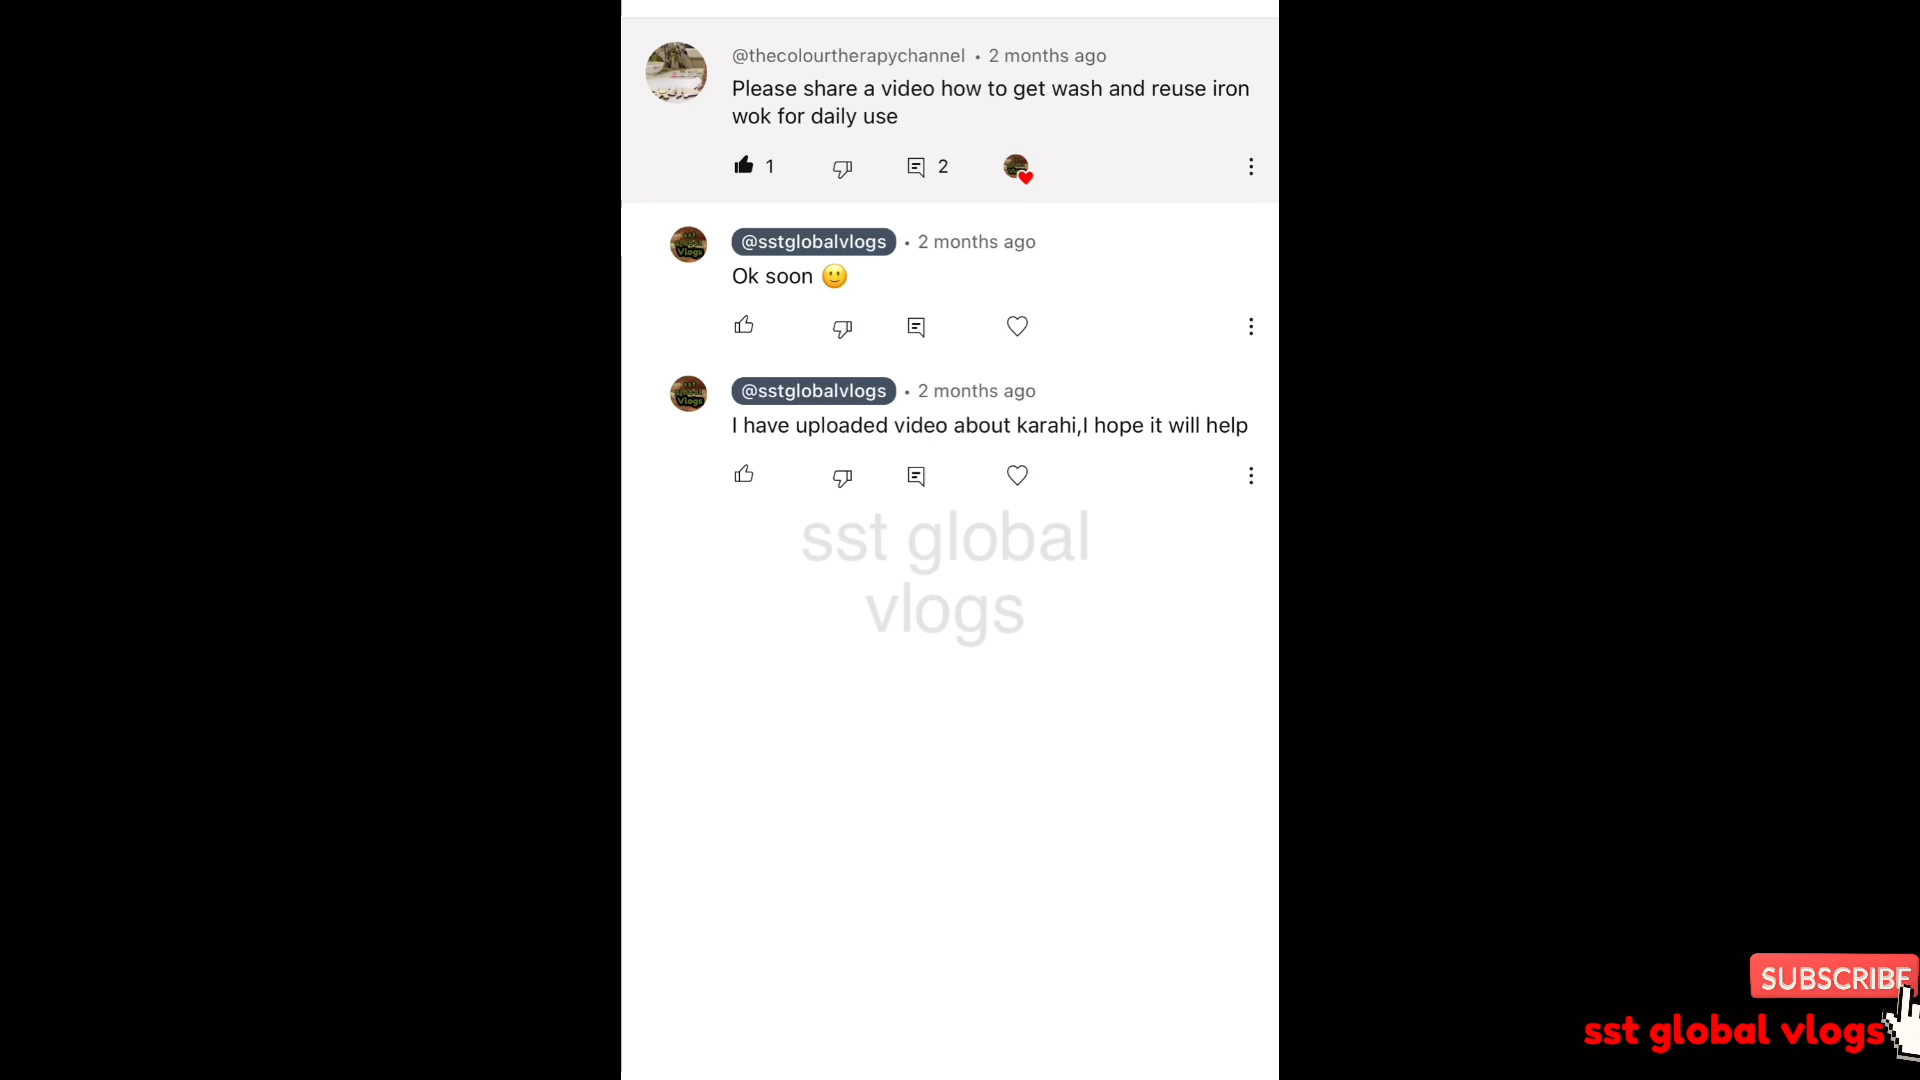 @thecolourtherapychannel • 2 months ago
Please share a video how to get wash and reuse iron
wok for daily use
1 2
@sstglobalvlogs • 2 months ago
Ok soon 🙂
@sstglobalvlogs • 2 months ago
I have uploaded video about karahi,I hope it will help
sst global
vlogs
SUBSCRIBE
sst global vlogs